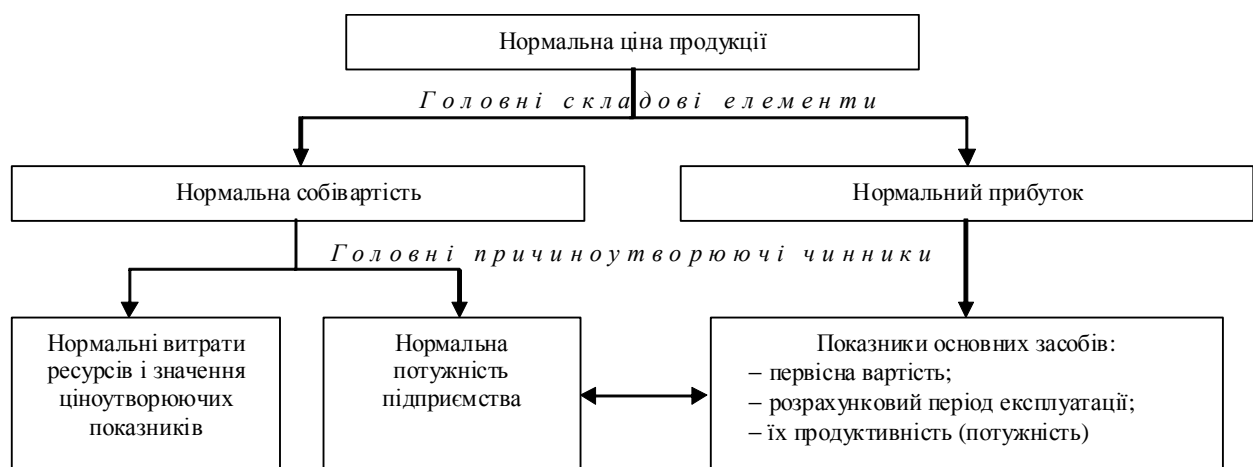 Нормальна ціна продукції
Головні складові елементи
Нормальна собівартість
Нормальний прибуток
Головні причиноутворюючі чинники
Нормальні витрати
ресурсів і значення
ціноутворюючих
показників
Нормальна
потужність
підприємства
Показники основних засобів:
– первісна вартість;
– розрахунковий період експлуатації;
– їх продуктивність (потужність)